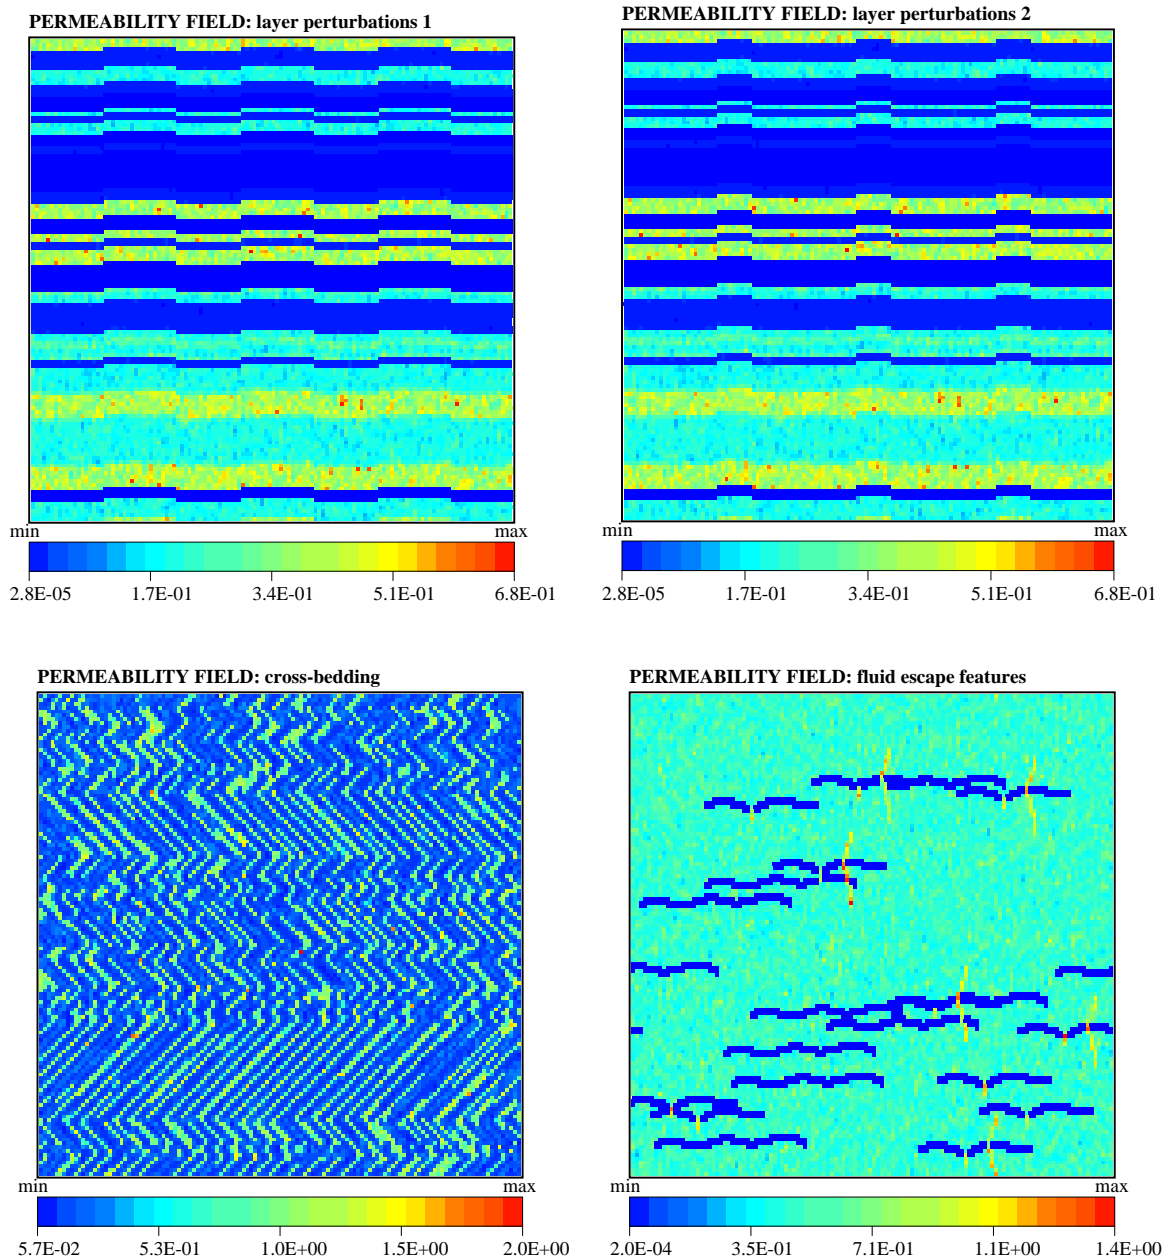 PERMEABILITY FIELD: layer perturbations 1
PERMEABILITY FIELD: layer perturbations 2
min max
2.8E-05 1.7E-01 3.4E-01 5.1E-01 6.8E-01
min max
2.8E-05 1.7E-01 3.4E-01 5.1E-01 6.8E-01
PERMEABILITY FIELD: cross-bedding
PERMEABILITY FIELD: fluid escape features
min max
5.7E-02 5.3E-01 1.0E+00 1.5E+00 2.0E+00
min max
2.0E-04 3.5E-01 7.1E-01 1.1E+00 1.4E+00